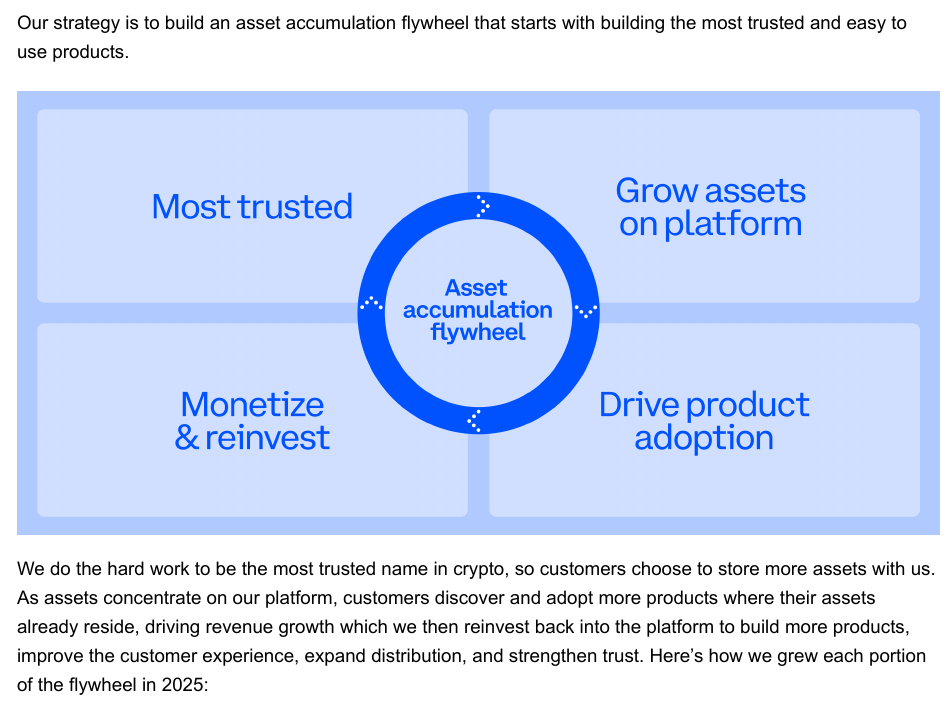 Our strategy is to build an asset accumulation flywheel that starts with building the most trusted and easy to
use products.
Most trusted
Grow assets
on platform
Asset
accumulation
flywheel
Monetize
& reinvest
Drive product
adoption
We do the hard work to be the most trusted name in crypto, so customers choose to store more assets with us.
As assets concentrate on our platform, customers discover and adopt more products where their assets
already reside, driving revenue growth which we then reinvest back into the platform to build more products,
improve the customer experience, expand distribution, and strengthen trust. Here’s how we grew each portion
of the flywheel in 2025: